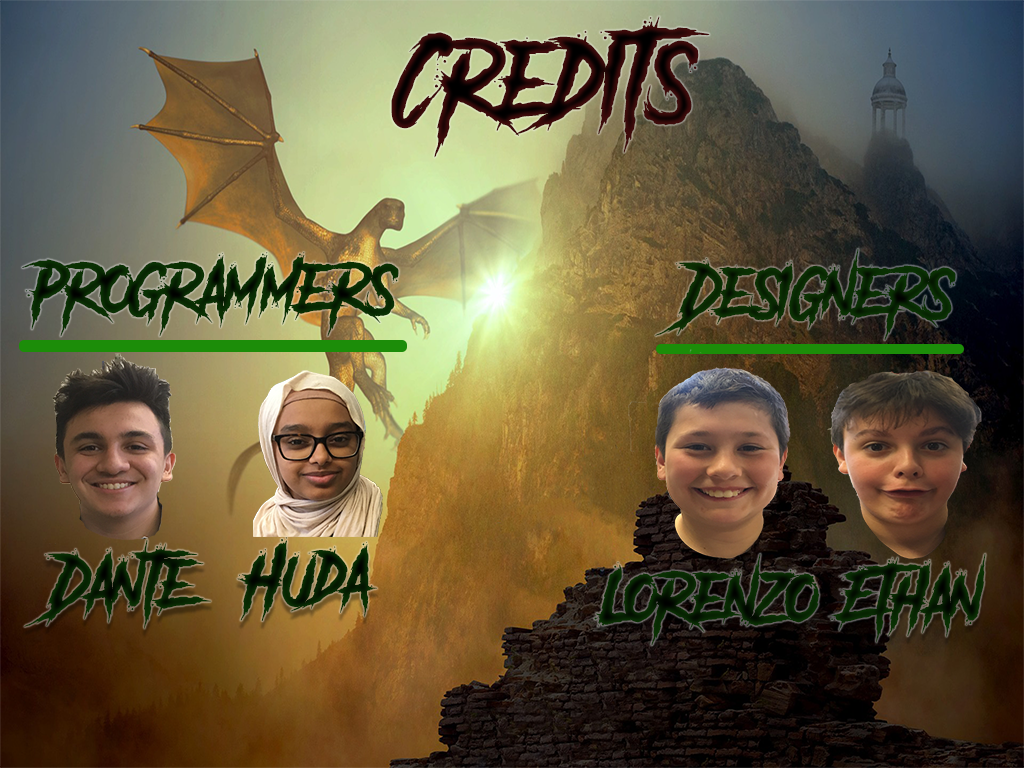 CREDITS
PROGRAMMERS
DESIGNERS
DANTE HUDA
LORENZO ETHAN